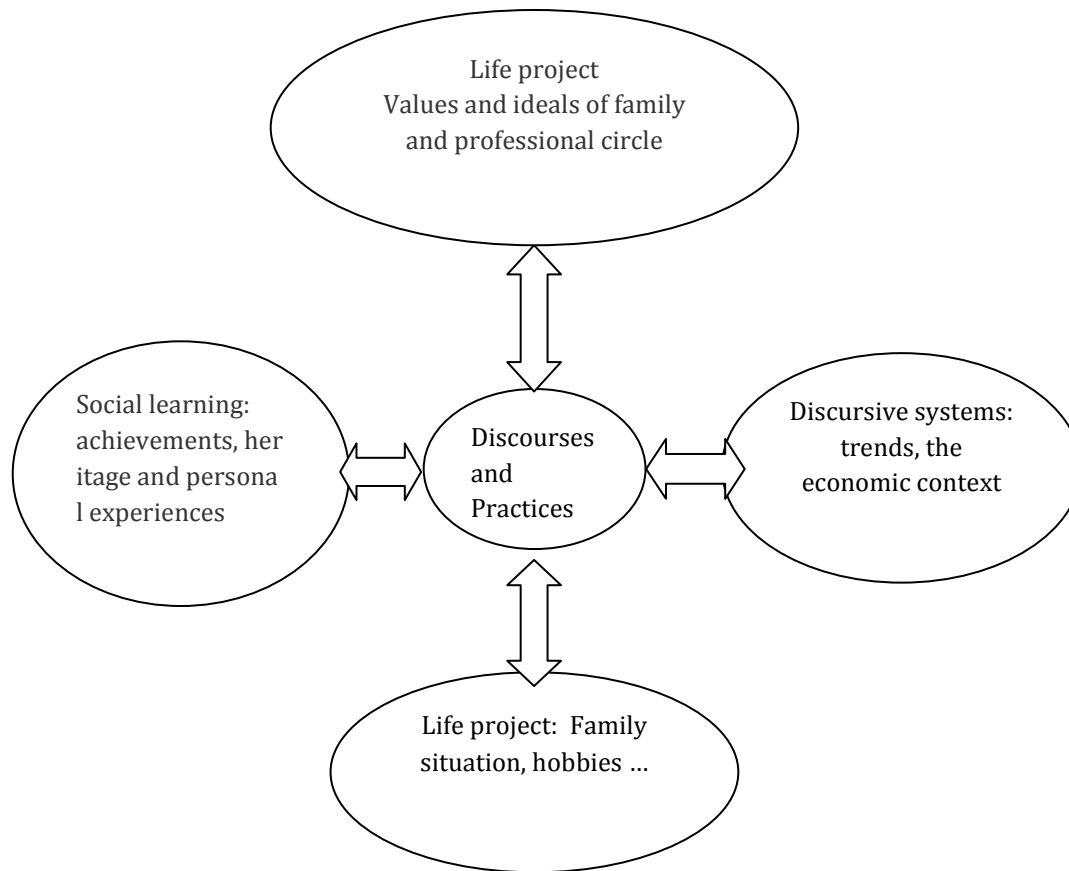 Life project
Values and ideals of family
and professional circle
Social learning:
achievements, her
itage and persona
l experiences
Discourses
and
Practices
Discursive systems:
trends, the
economic context
Life project:  Family
situation, hobbies …